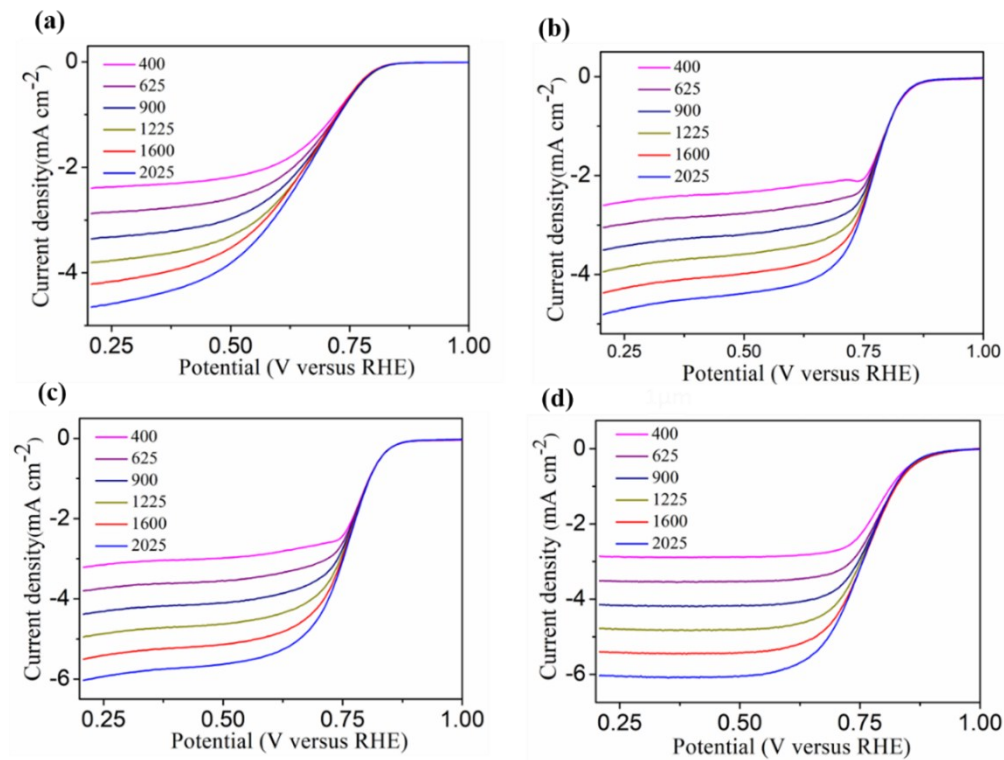 (a)
Current density(mA cm-2)
0
-2
-4
400
625
900
1225
1600
2025
0.25 0.50 0.75 1.00
Potential (V versus RHE)
(b)
Current density(mA cm-2)
0
-2
-4
400
625
900
1225
1600
2025
0.25 0.50 0.75 1.00
Potential (V versus RHE)
(c)
Current density(mA cm-2)
0
-2
-4
-6
400
625
900
1225
1600
2025
0.25 0.50 0.75 1.00
Potential (V versus RHE)
(d)
Current density (mA cm-2)
0
-2
-4
-6
400
625
900
1225
1600
2025
0.25 0.50 0.75 1.00
Potential (V versus RHE)